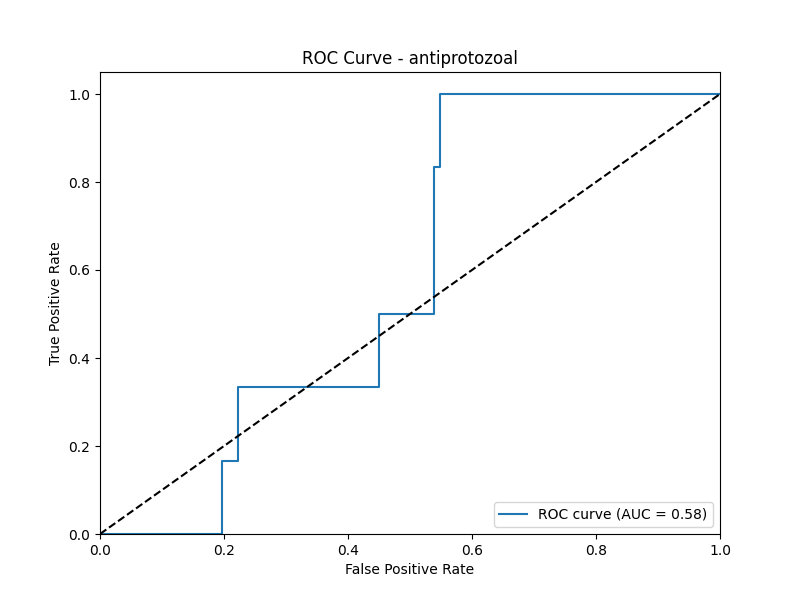 ROC Curve - antiprotozoal
True Positive Rate
1.0
0.8
0.6
0.4
0.2
0.0
0.0 0.2 0.4 0.6 0.8 1.0
False Positive Rate
ROC curve (AUC = 0.58)